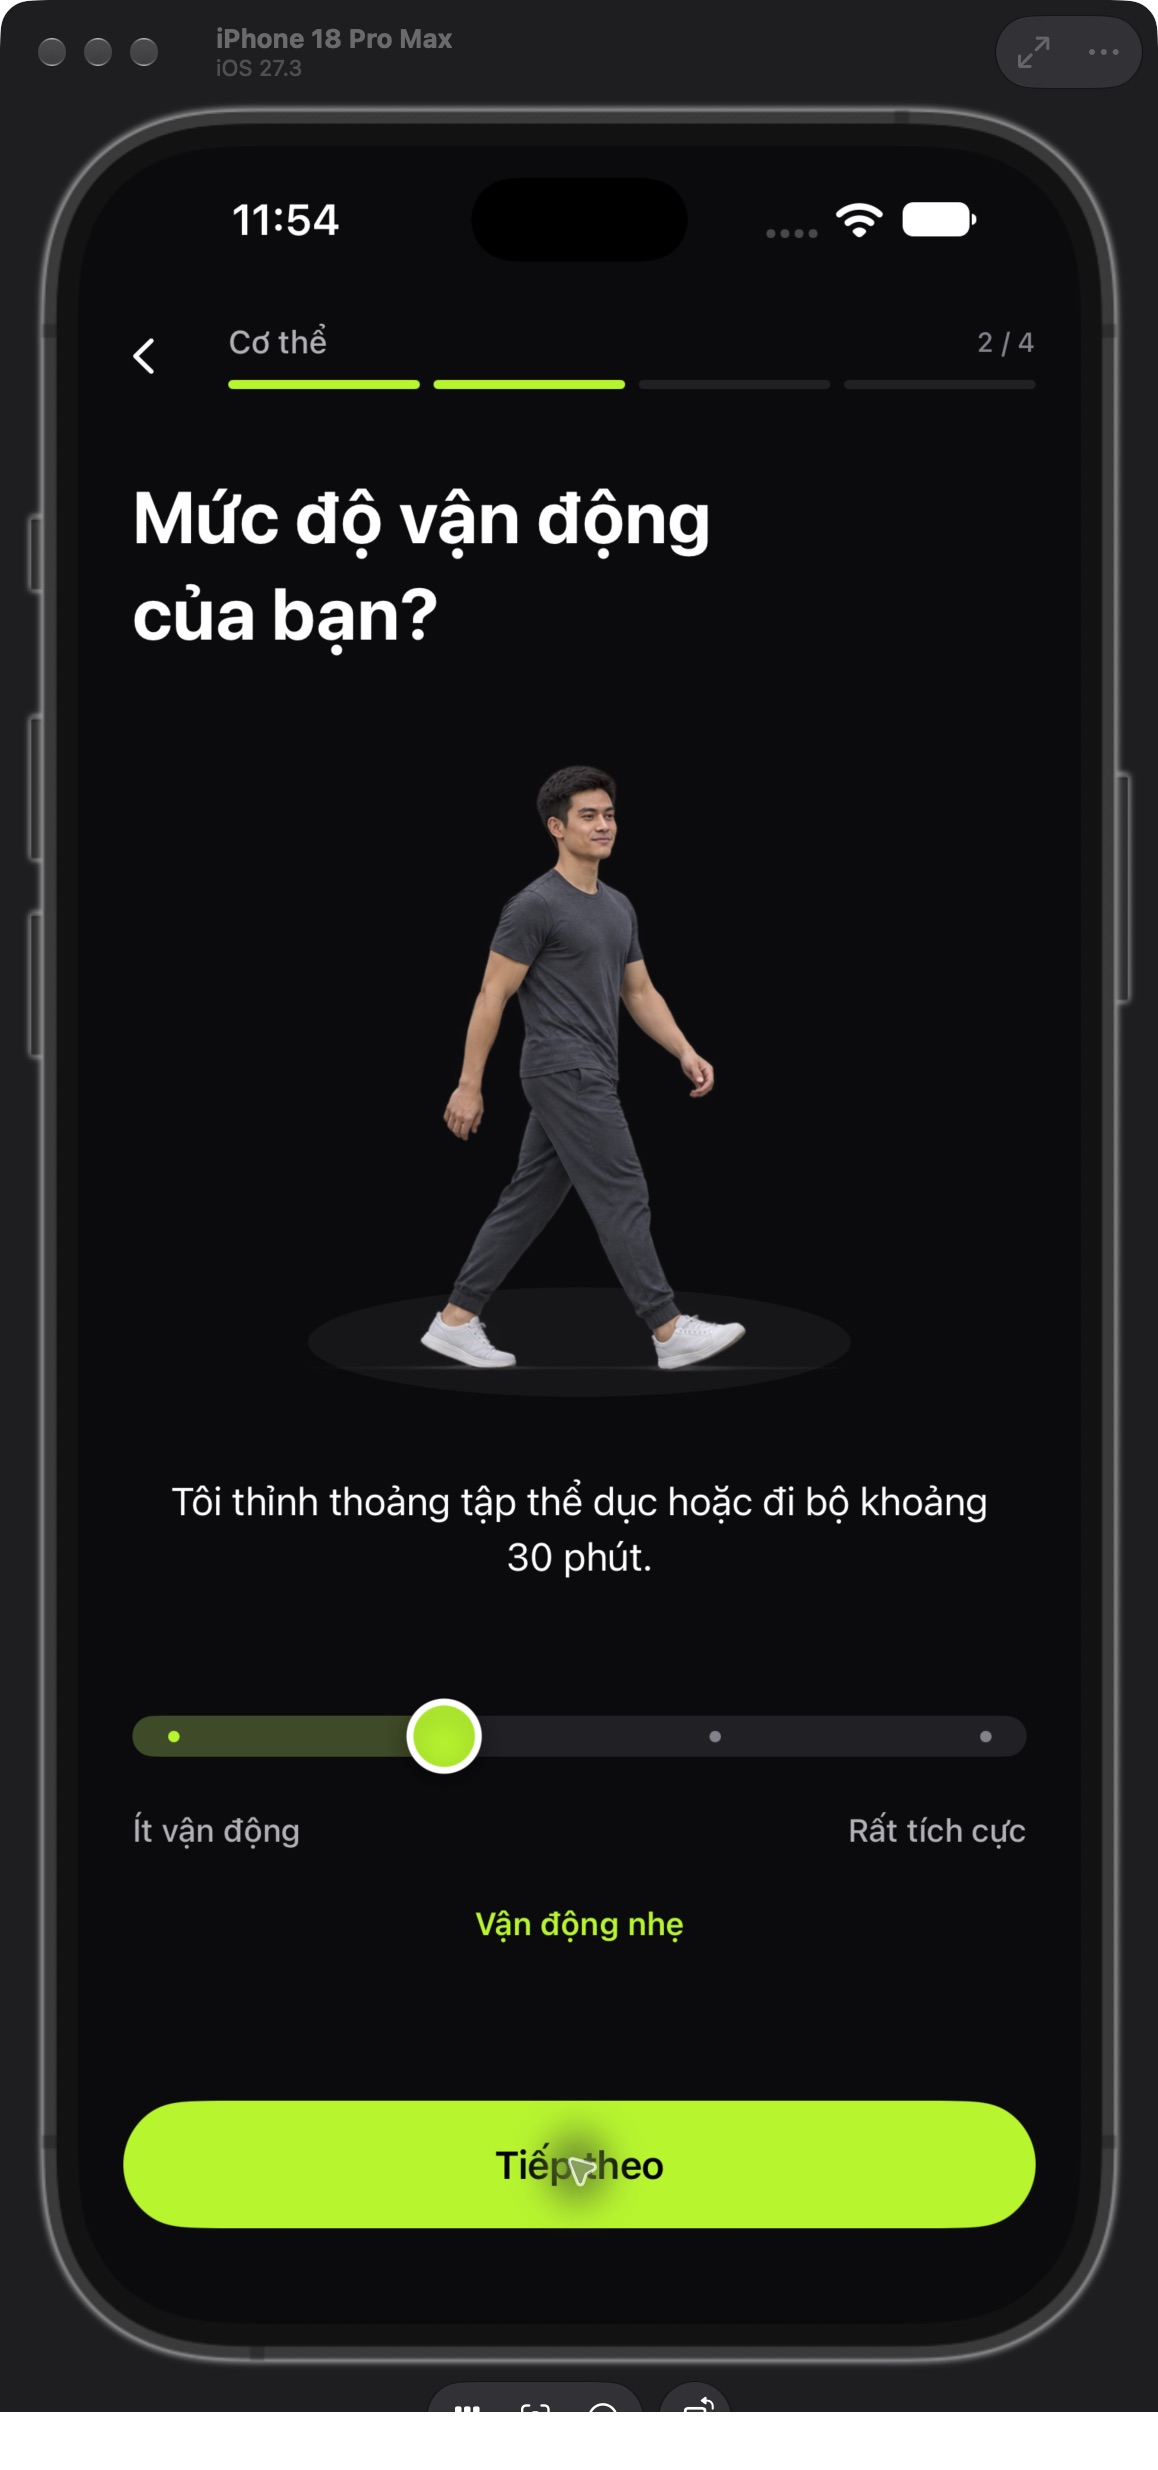 iPhone 18 Pro Max
iOS 27.3
11:54
Cơ thể
2 / 4
Mức độ vận động
của bạn?
Tôi thỉnh thoảng tập thể dục hoặc đi bộ khoảng
30 phút.
Ít vận động
Rất tích cực
Vận động nhẹ
Tiếp theo